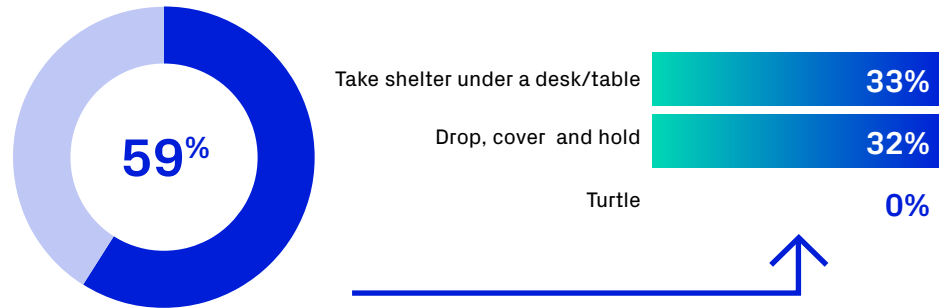 59%
Take shelter under a desk/table 33%
Drop, cover and hold 32%
Turtle 0%